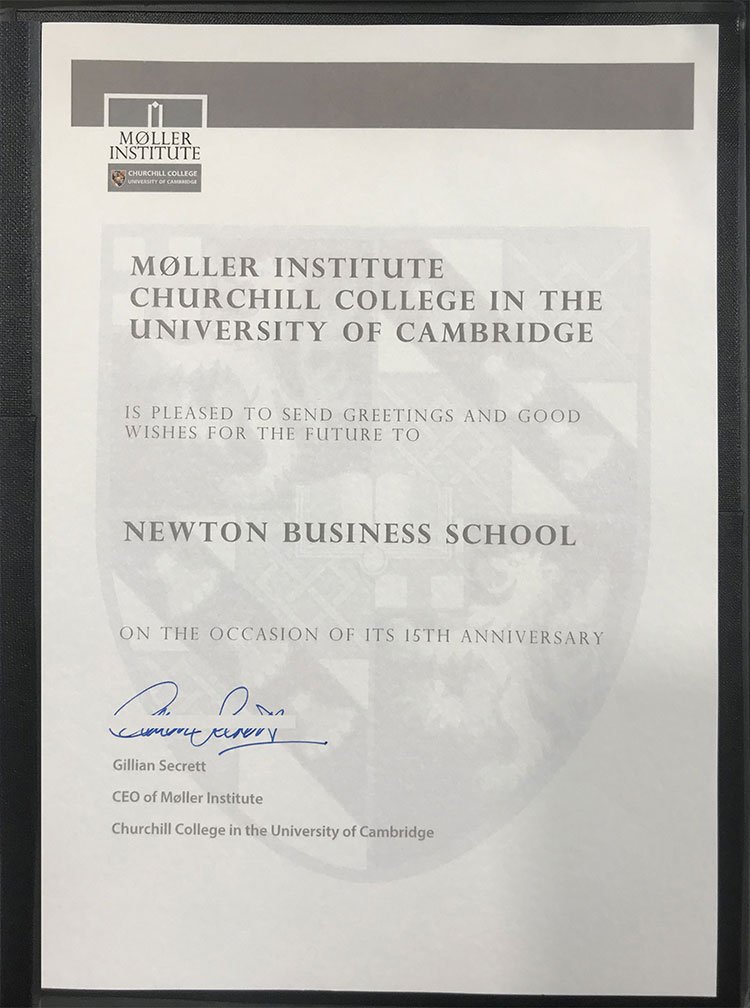 MØLLER
INSTITUTE
CHURCHILL COLLEGE
UNIVERSITY OF CAMBRIDGE
MØLLER INSTITUTE
CHURCHILL COLLEGE IN THE
UNIVERSITY OF CAMBRIDGE
IS PLEASED TO SEND GREETINGS AND GOOD
WISHES FOR THE FUTURE TO
NEWTON BUSINESS SCHOOL
ON THE OCCASION OF ITS 15TH ANNIVERSARY
Gillian Secrett
CEO of Møller Institute
Churchill College in the University of Cambridge